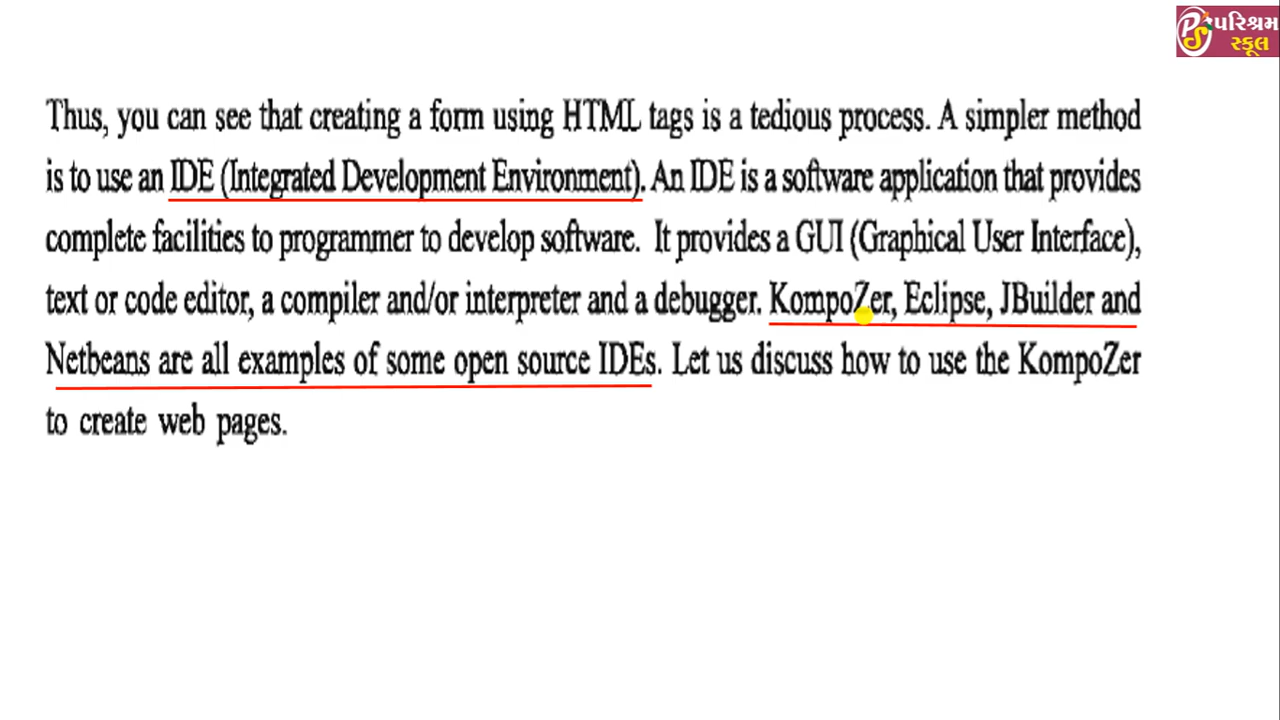 પરિશ્રમ
સ્કૂલ
Thus, you can see that creating a form using HTML tags is a tedious process. A simpler method
is to use an IDE (Integrated Development Environment). An IDE is a software application that provides
complete facilities to programmer to develop software. It provides a GUI (Graphical User Interface),
text or code editor, a compiler and/or interpreter and a debugger. KompoZer, Eclipse, JBuilder and
Netbeans are all examples of some open source IDEs. Let us discuss how to use the KompoZer
to create web pages.